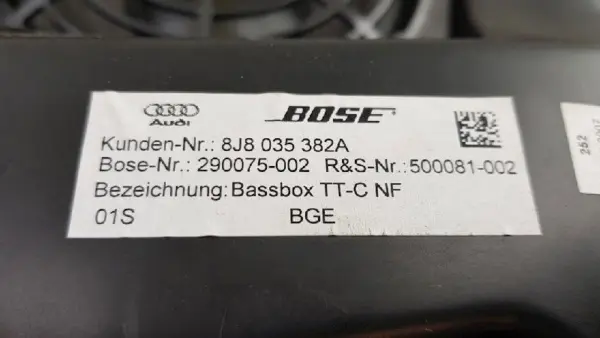 Audi BOSE
Kunden-Nr.: 8J8 035 382A
Bose-Nr.: 290075-002 R&S-Nr.:500081-002
Bezeichnung: Bassbox TT-C NF
01S BGE
252